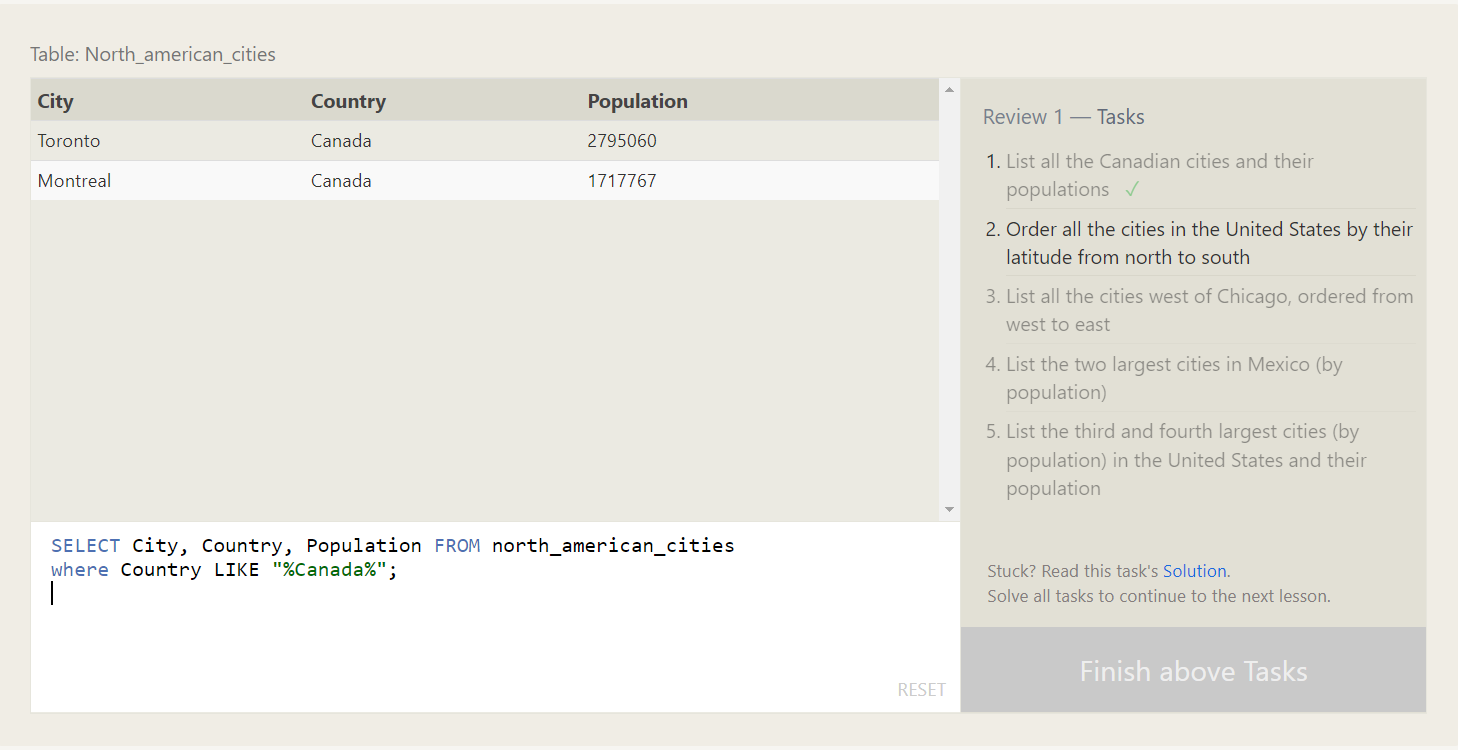 Table: North_american_cities
City Country Population
Toronto Canada 2795060
Montreal Canada 1717767
SELECT City, Country, Population FROM north_american_cities
where Country LIKE "%Canada%";
RESET
Review 1 — Tasks
1. List all the Canadian cities and their
populations ✓
2. Order all the cities in the United States by their
latitude from north to south
3. List all the cities west of Chicago, ordered from
west to east
4. List the two largest cities in Mexico (by
population)
5. List the third and fourth largest cities (by
population) in the United States and their
population
Stuck? Read this task's Solution.
Solve all tasks to continue to the next lesson.
Finish above Tasks